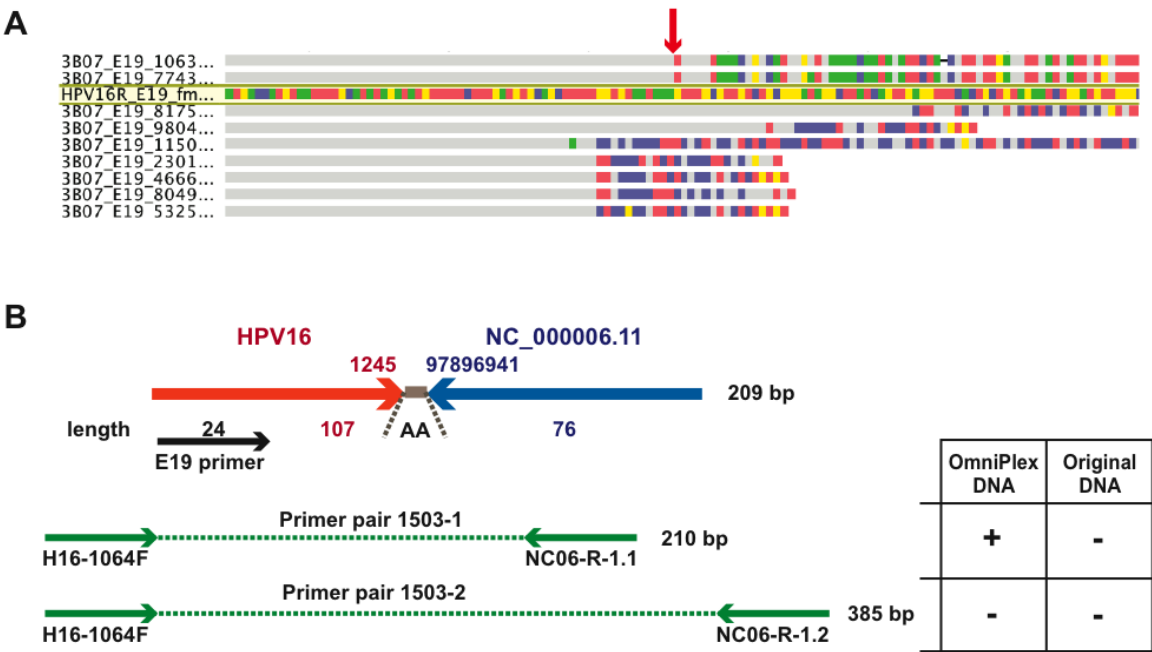 A
3B07_E19_1063...
3B07_E19_7743...
HPV16R_E19_fm...
3B07_E19_8175...
3B07_E19_9804...
3B07_E19_1150...
3B07_E19_2301...
3B07_E19_4666...
3B07_E19_8049...
3B07_E19_5325...
B
HPV16 NC_000006.11
1245 97896941
209 bp
length 24 107 AA 76
E19 primer
OmniPlex DNA Original DNA
Primer pair 1503-1
210 bp + -
H16-1064F NC06-R-1.1
Primer pair 1503-2
385 bp - -
H16-1064F NC06-R-1.2